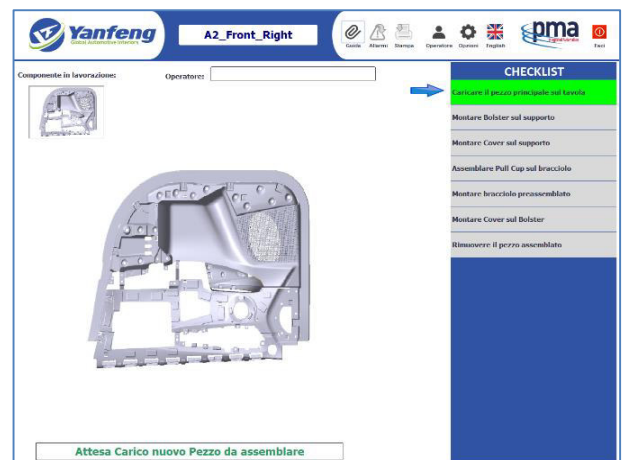 Yanfeng
Global Automotive Interiors
A2_Front_Right
Guida
Allarmi
Stampa
Operatore
Opzioni
English
pma
Esci
Componente in lavorazione:
Operatore:
CHECKLIST
Caricare il pezzo principale sul tavola
Montare Bolster sul supporto
Montare Cover sul supporto
Assemblare Pull Cup sul bracciolo
Montare bracciolo preassemblato
Montare Cover sul Bolster
Rimuovere il pezzo assemblato
Attesa Carico nuovo Pezzo da assemblare